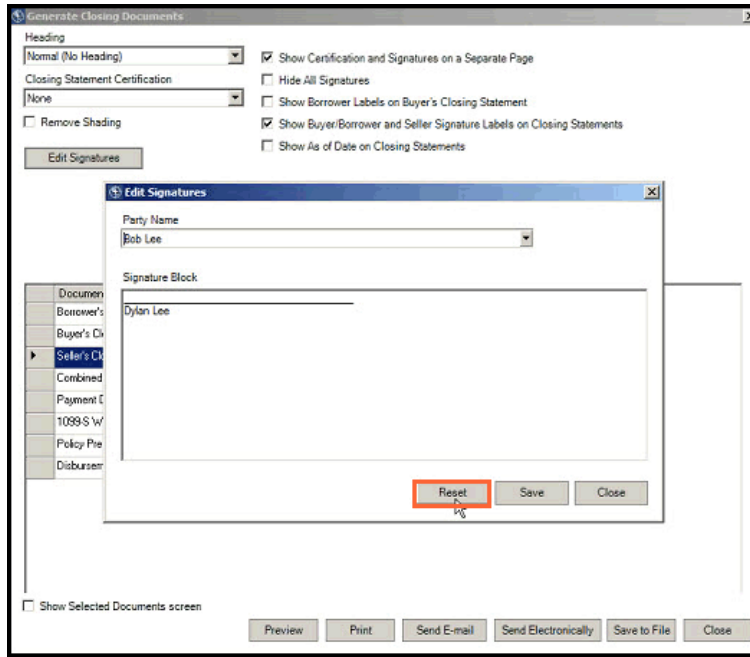 Generate Closing Documents
Heading
Normal (No Heading)
Closing Statement Certification
None
Remove Shading
Edit Signatures
Show Certification and Signatures on a Separate Page
Hide All Signatures
Show Borrower Labels on Buyer's Closing Statement
Show Buyer/Borrower and Seller Signature Labels on Closing Statements
Show As of Date on Closing Statements
Edit Signatures
Party Name
Bob Lee
Signature Block
Dylan Lee
Reset Save Close
Documen
Borrower's
Buyer's Cl
Seller's Clo
Combined
Payment D
1099-S W
Policy Pre
Disbursem
Show Selected Documents screen
Preview Print Send E-mail Send Electronically Save to File Close